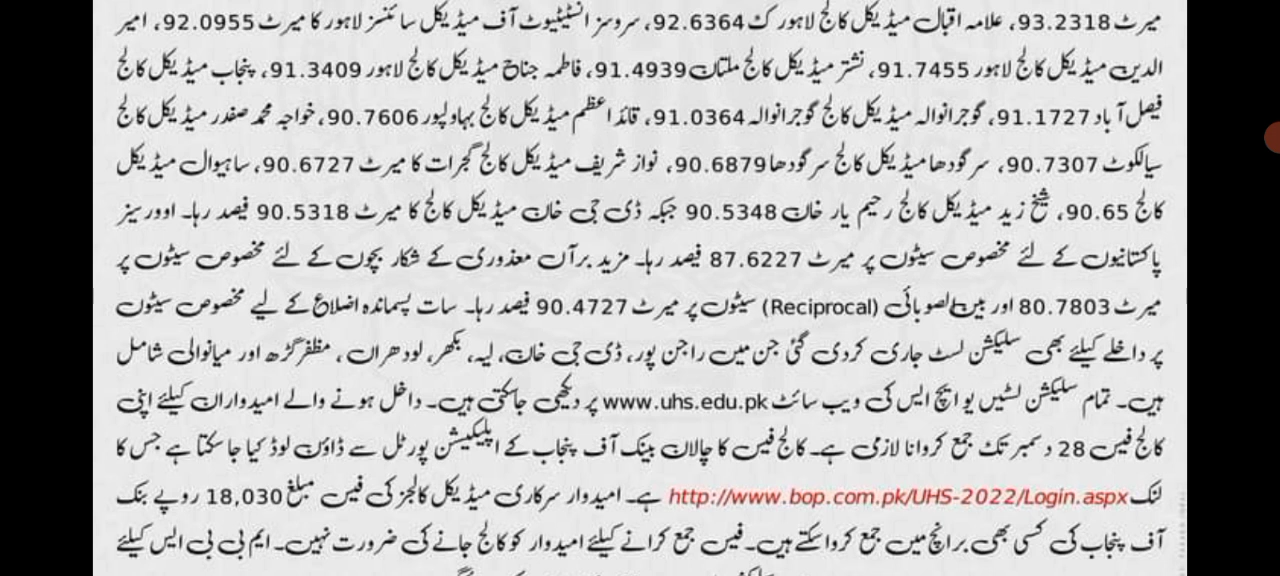 میرٹ 93.2318، علامہ اقبال میڈیکل کالج لاہور ک 92.6364، سروسز انسٹیٹیوٹ آف میڈیکل سائنسز لاہور کا میرٹ 92.0955، امیر
الدین میڈیکل کالج لاہور 91.7455، نشتر میڈیکل کالج ملتان 91.4939، فاطمہ جناح میڈیکل کالج لاہور 91.3409، پنجاب میڈیکل کالج
فیصل آباد 91.1727، گوجرانوالہ میڈیکل کالج گوجرانوالہ 91.0364، قائداعظم میڈیکل کالج بہاولپور 90.7606، خواجہ محمد صفدر میڈیکل کالج
سیالکوٹ 90.7307، سرگودھا میڈیکل کالج سرگودھا 90.6879، نواز شریف میڈیکل کالج گجرات کا میرٹ 90.6727، ساہیوال میڈیکل
کالج 90.65، شیخ زید میڈیکل کالج رحیم یار خان 90.5348 جبکہ ڈی جی خان میڈیکل کالج کا میرٹ 90.5318 فیصد رہا۔ اوورسیز
پاکستانیوں کے لئے مخصوص سیٹوں پر میرٹ 87.6227 فیصد رہا۔ مزید برآں معذوری کے شکار بچوں کے لئے مخصوص سیٹوں پر
میرٹ 80.7803 اور بین الصوبائی (Reciprocal) سیٹوں پر میرٹ 90.4727 فیصد رہا۔ سات پسماندہ اضلاع کے لیے مخصوص سیٹوں
پر داخلے کیلئے بھی سلیکشن لسٹ جاری کردی گئی جن میں راجن پور، ڈی جی خان، لیہ، بکھر، لودھراں، مظفرگڑھ اور میانوالی شامل
ہیں۔ تمام سلیکشن لسٹیں یو ایچ ایس کی ویب سائٹ www.uhs.edu.pk پر دیکھی جاسکتی ہیں۔ داخل ہونے والے امیدواران کیلئے اپنی
کالج فیس 28 دسمبر تک جمع کروانا لازمی ہے۔ کالج فیس کا چالان بینک آف پنجاب کے اپلیکیشن پورٹل سے ڈاؤن لوڈ کیا جا سکتا ہے جس کا
لنک http://www.bop.com.pk/UHS-2022/Login.aspx ہے۔ امیدوار سرکاری میڈیکل کالجز کی فیس مبلغ 18,030 روپے بنک
آف پنجاب کی کسی بھی برانچ میں جمع کرواسکتے ہیں۔ فیس جمع کرانے کیلئے امیدوار کو کالج جانے کی ضرورت نہیں۔ ایم بی بی ایس کیلئے